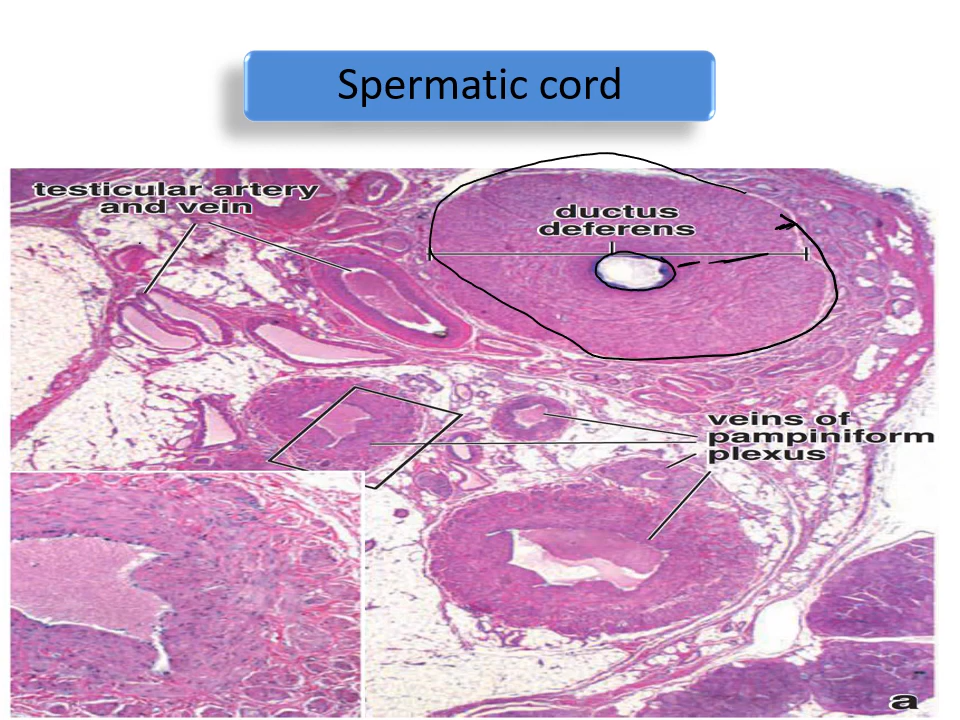 Spermatic cord
testicular artery
and vein
ductus
deferens
veins of
pampiniform
plexus
a